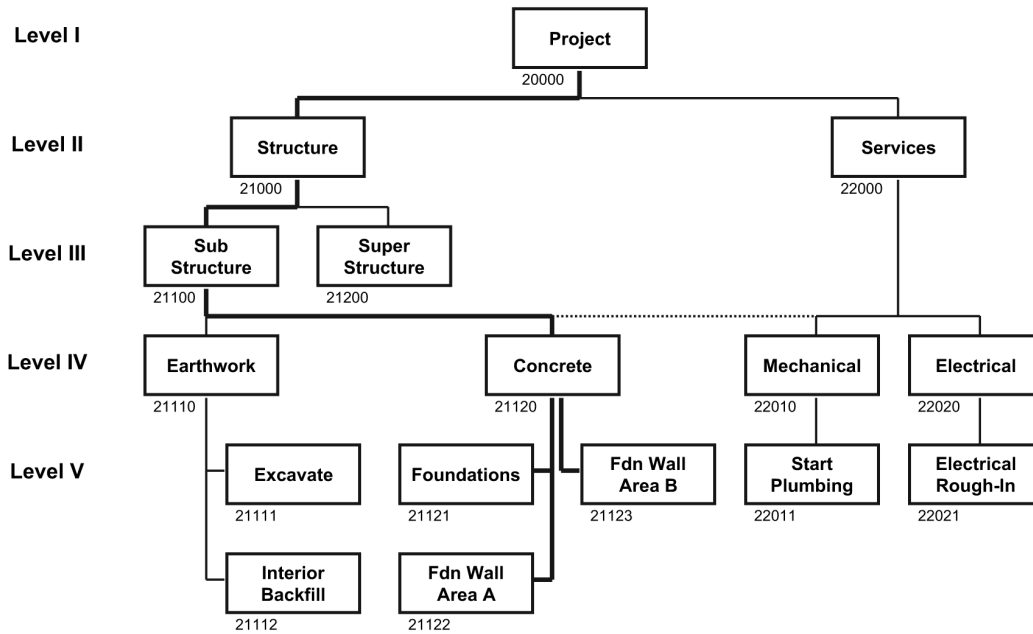 Level I
Project
20000
Level II
Structure
Services
21000
22000
Level III
Sub
Structure
Super
Structure
21100
21200
Level IV
Earthwork
Concrete
Mechanical
Electrical
21110
21120
22010
22020
Level V
Excavate
Foundations
Fdn Wall
Area B
Start
Plumbing
Electrical
Rough-In
21111
21121
21123
22011
22021
Interior
Backfill
Fdn Wall
Area A
21112
21122